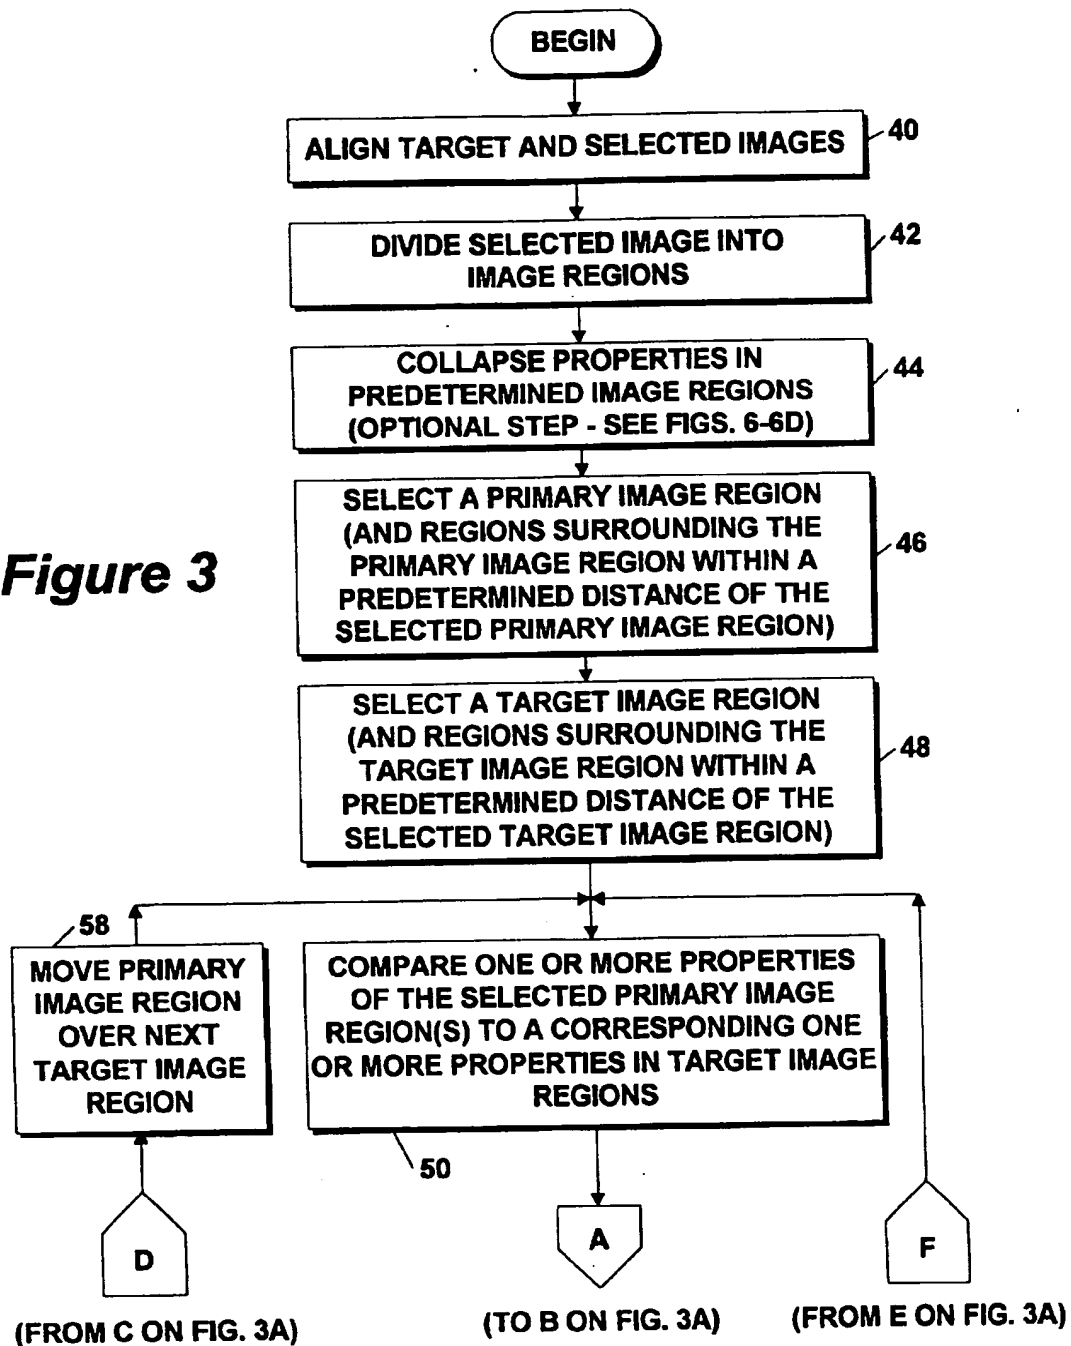 BEGIN
ALIGN TARGET AND SELECTED IMAGES
40
DIVIDE SELECTED IMAGE INTO
IMAGE REGIONS
42
COLLAPSE PROPERTIES IN
PREDETERMINED IMAGE REGIONS
(OPTIONAL STEP - SEE FIGS. 6-6D)
44
SELECT A PRIMARY IMAGE REGION
(AND REGIONS SURROUNDING THE
PRIMARY IMAGE REGION WITHIN A
PREDETERMINED DISTANCE OF THE
SELECTED PRIMARY IMAGE REGION)
46
Figure 3
SELECT A TARGET IMAGE REGION
(AND REGIONS SURROUNDING THE
TARGET IMAGE REGION WITHIN A
PREDETERMINED DISTANCE OF THE
SELECTED TARGET IMAGE REGION)
48
58
MOVE PRIMARY
IMAGE REGION
OVER NEXT
TARGET IMAGE
REGION
COMPARE ONE OR MORE PROPERTIES
OF THE SELECTED PRIMARY IMAGE
REGION(S) TO A CORRESPONDING ONE
OR MORE PROPERTIES IN TARGET IMAGE
REGIONS
50
D
A
F
(FROM C ON FIG. 3A)
(TO B ON FIG. 3A)
(FROM E ON FIG. 3A)